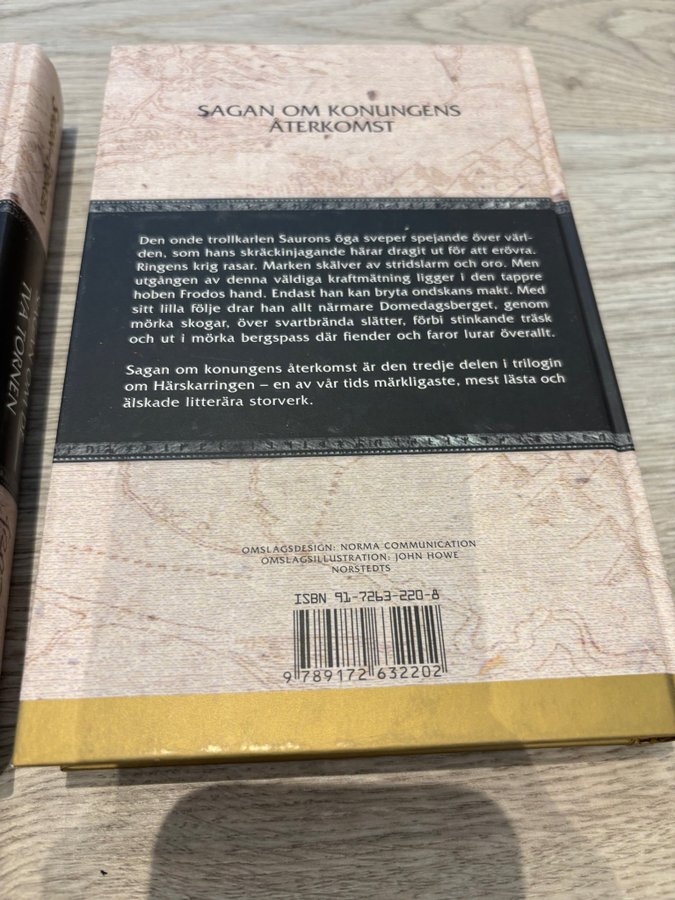 SAGAN OM KONUNGENS
ÅTERKOMST
Den onde trollkarlen Saurons öga sveper spejande över värl-
den, som hans skräckinjagande härar dragit ut för att erövra.
Ringens krig rasar. Marken skälver av stridslarm och oro. Men
utgången av denna väldiga kraftmätning ligger i den tappre
hoben Frodos hand. Endast han kan bryta ondskans makt. Med
sitt lilla följe drar han allt närmare Domedagsberget, genom
mörka skogar, över svartbrända slätter, förbi stinkande träsk
och ut i mörka bergspass där fiender och faror lurar överallt.
Sagan om konungens återkomst är den tredje delen i trilogin
om Härskarringen – en av vår tids märkligaste, mest lästa och
älskade litterära storverk.
OMSLAGSDESIGN: NORMA COMMUNICATION
OMSLAGSILLUSTRATION: JOHN HOWE
NORSTEDTS
ISBN 91-7263-220-8
9 789172 632202
TVÅ TORNEN